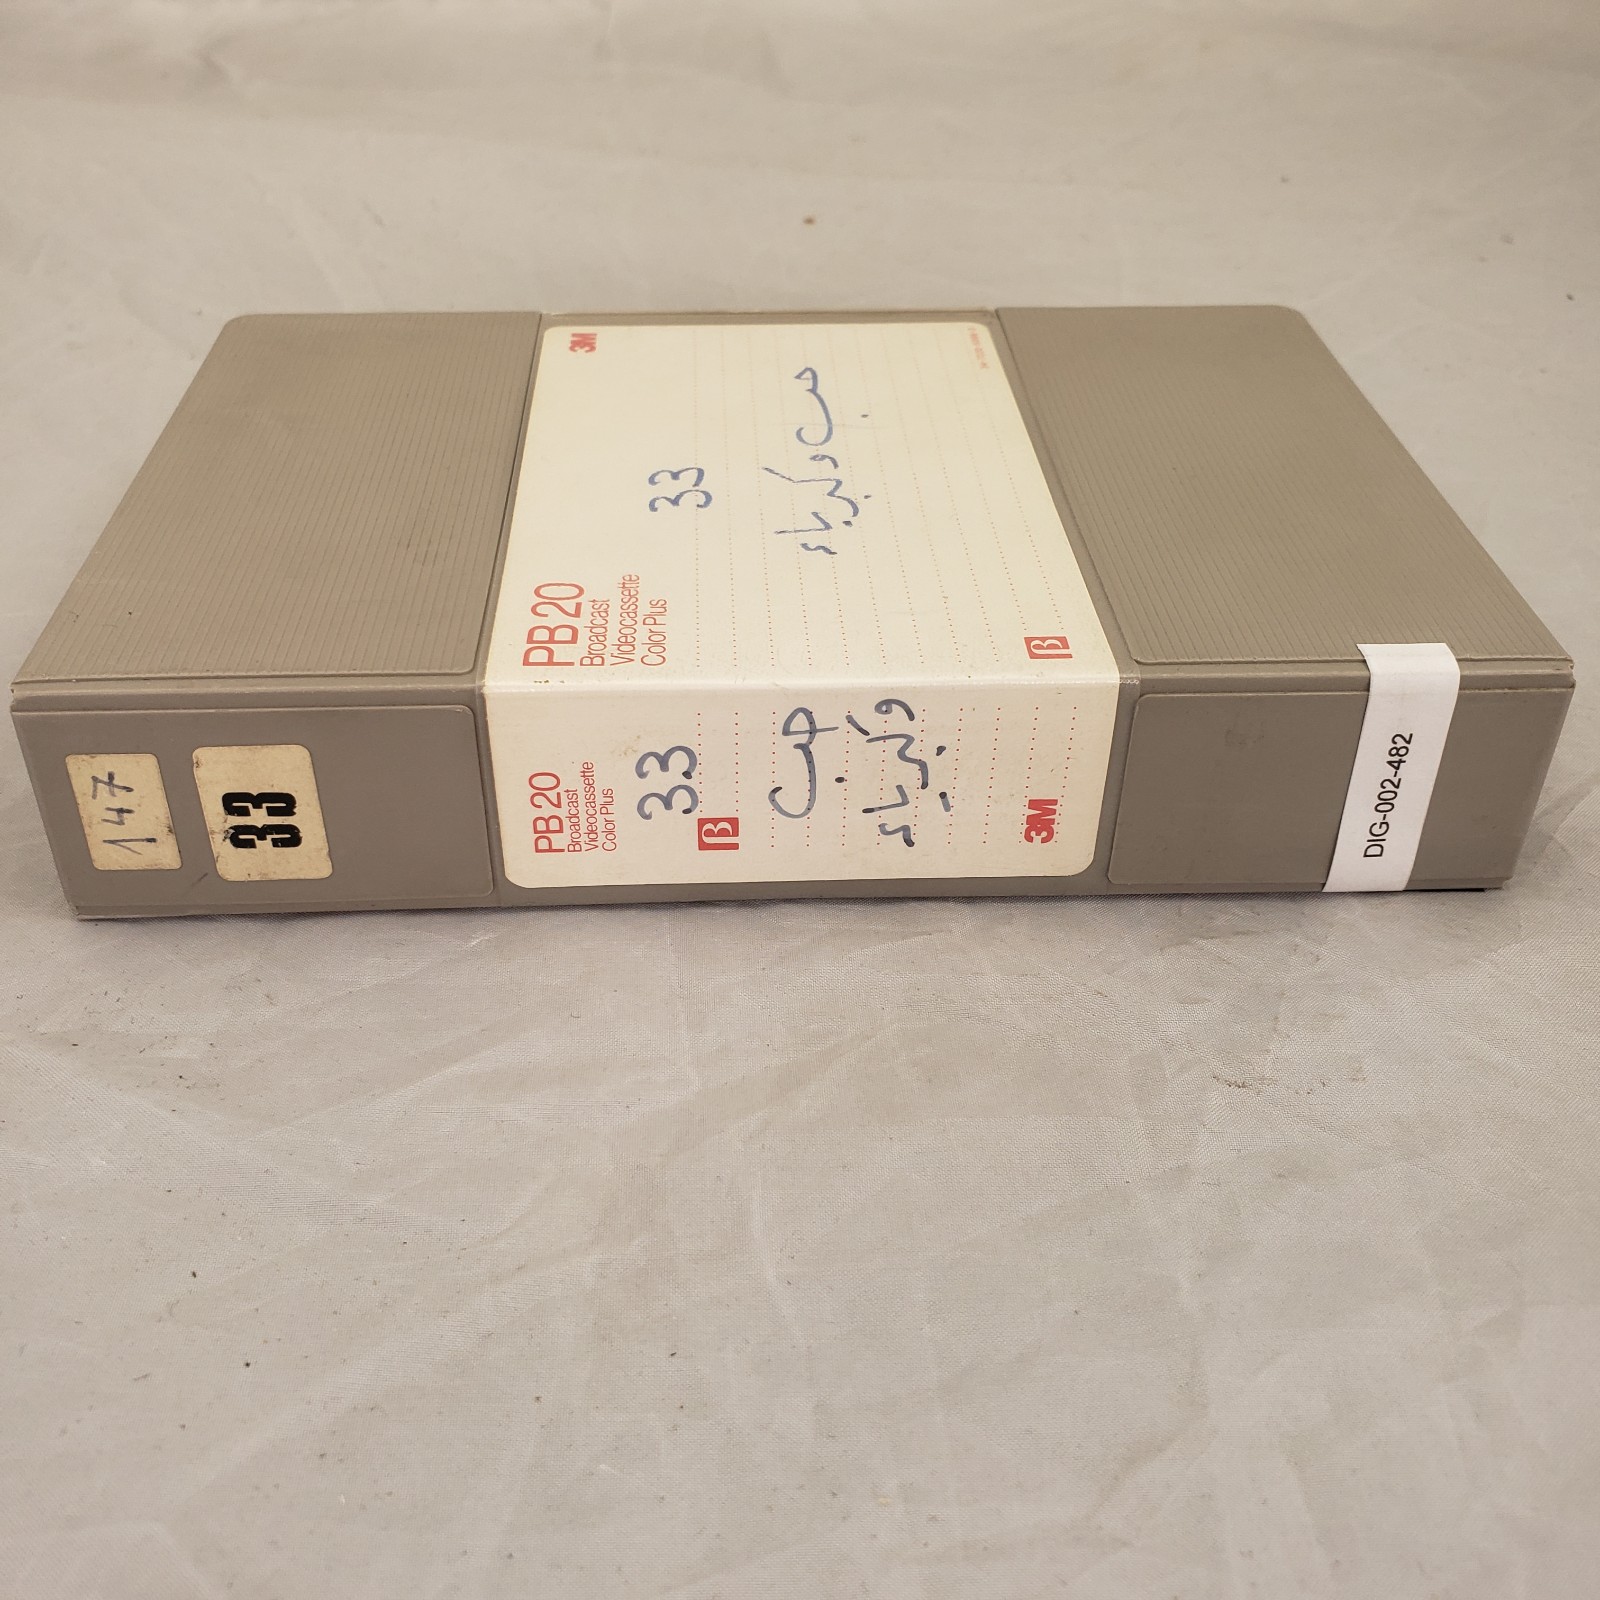 3M
33
حب وكبرياء
PB 20
Broadcast
Videocassette
Color Plus
β
147
33
PB 20
Broadcast
Videocassette
Color Plus
33
β
حب
وكبرياء
3M
DIG-002-482